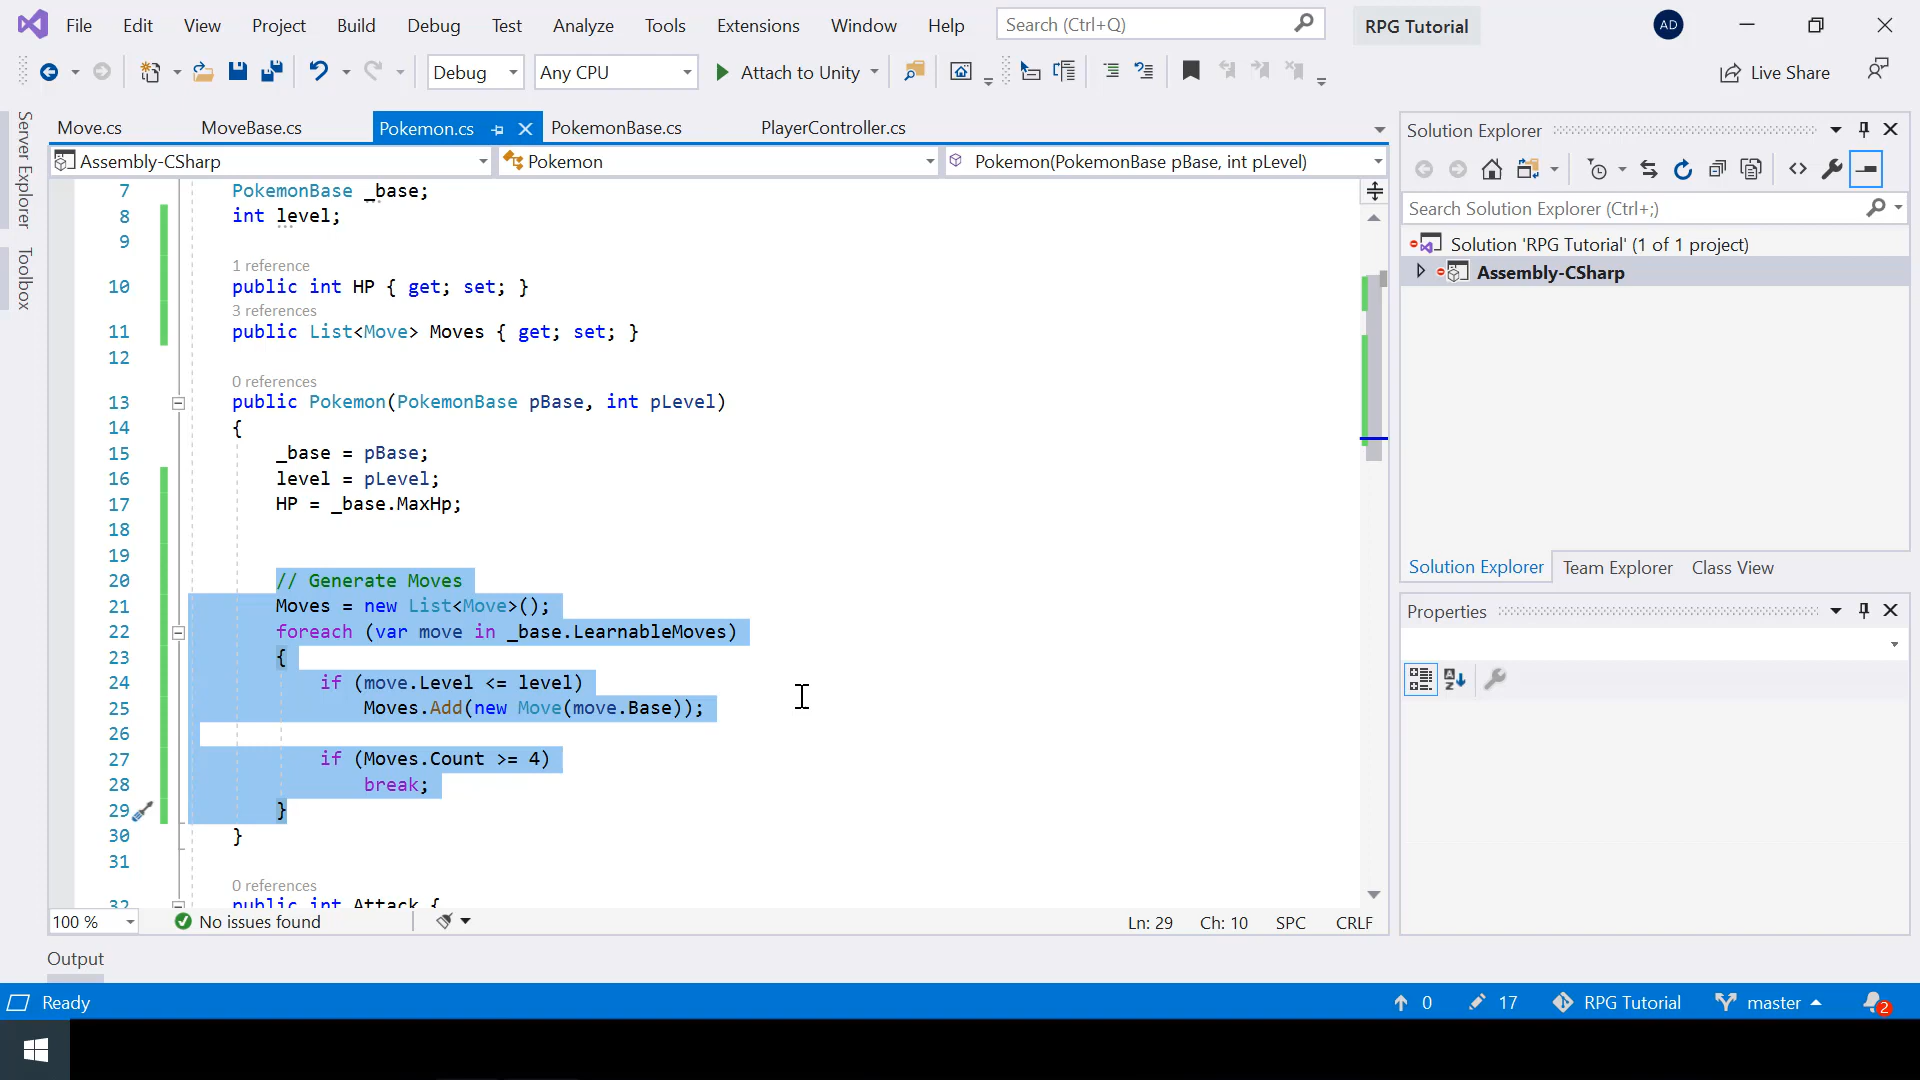 File Edit View Project Build Debug Test Analyze Tools Extensions Window Help Search (Ctrl+Q) RPG Tutorial AD
Debug Any CPU Attach to Unity Live Share
Server Explorer
Toolbox
Move.cs MoveBase.cs Pokemon.cs PokemonBase.cs PlayerController.cs
Assembly-CSharp Pokemon Pokemon(PokemonBase pBase, int pLevel)
7 PokemonBase _base;
8 int level;
9
1 reference
10 public int HP { get; set; }
3 references
11 public List<Move> Moves { get; set; }
12
0 references
13 public Pokemon(PokemonBase pBase, int pLevel)
14 {
15 _base = pBase;
16 level = pLevel;
17 HP = _base.MaxHp;
18
19
20 // Generate Moves
21 Moves = new List<Move>();
22 foreach (var move in _base.LearnableMoves)
23 {
24 if (move.Level <= level)
25 Moves.Add(new Move(move.Base));
26
27 if (Moves.Count >= 4)
28 break;
29 }
30 }
31
0 references
32 public int Attack {
100 % No issues found Ln: 29 Ch: 10 SPC CRLF
Output
Solution Explorer
Search Solution Explorer (Ctrl+;)
Solution 'RPG Tutorial' (1 of 1 project)
Assembly-CSharp
Solution Explorer Team Explorer Class View
Properties
Ready 0 17 RPG Tutorial master 2